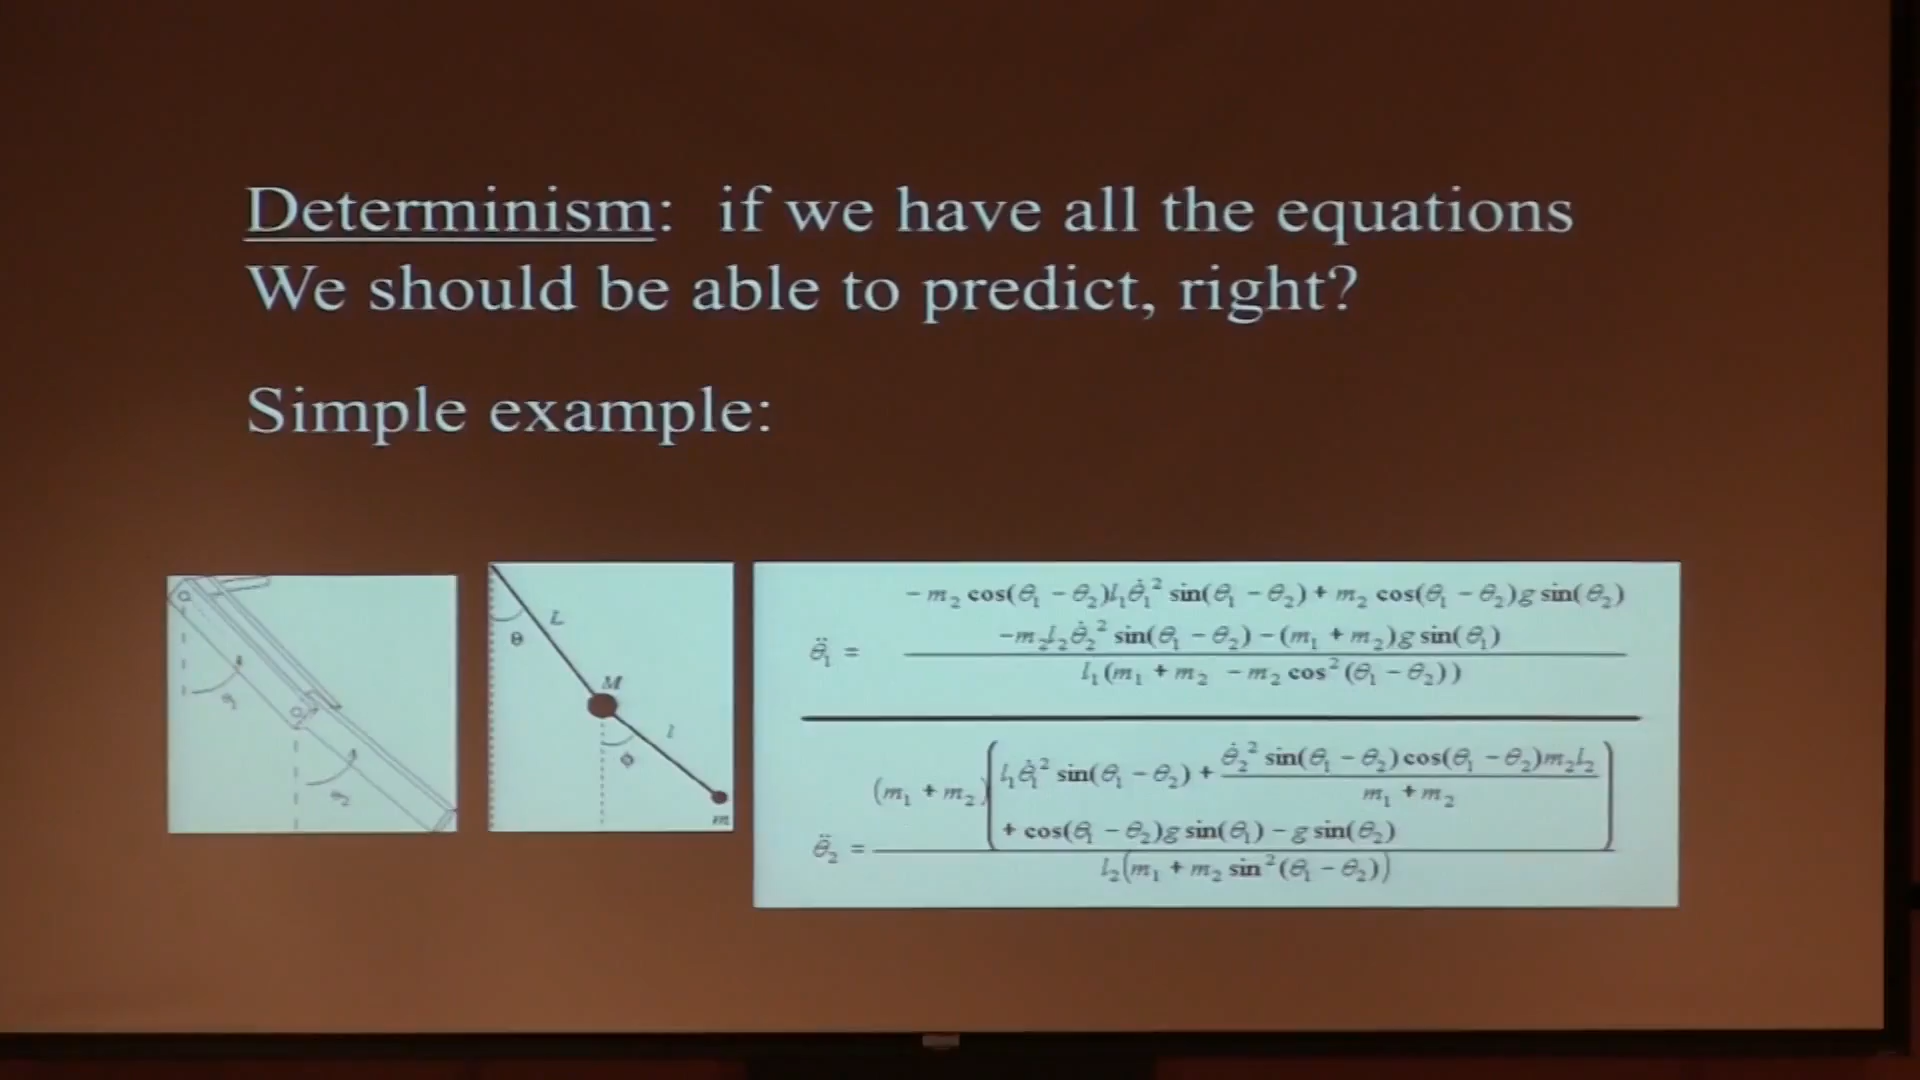 Determinism: if we have all the equations
We should be able to predict, right?
Simple example:
θ₁
θ₂
L
θ
M
l
Φ
m
θ̈₁ = 
- m₂ cos(θ₁ - θ₂)l₁θ̇₁² sin(θ₁ - θ₂) + m₂ cos(θ₁ - θ₂)g sin(θ₂)
-m₂l₂θ̇₂² sin(θ₁ - θ₂) - (m₁ + m₂)g sin(θ₁)
l₁(m₁ + m₂ - m₂ cos²(θ₁ - θ₂))
θ̈₂ =
(m₁ + m₂)
(l₁θ̇₁² sin(θ₁ - θ₂) + θ̇₂² sin(θ₁ - θ₂) cos(θ₁ - θ₂)m₂l₂
m₁ + m₂
+ cos(θ₁ - θ₂)g sin(θ₁) - g sin(θ₂))
l₂(m₁ + m₂ sin²(θ₁ - θ₂))